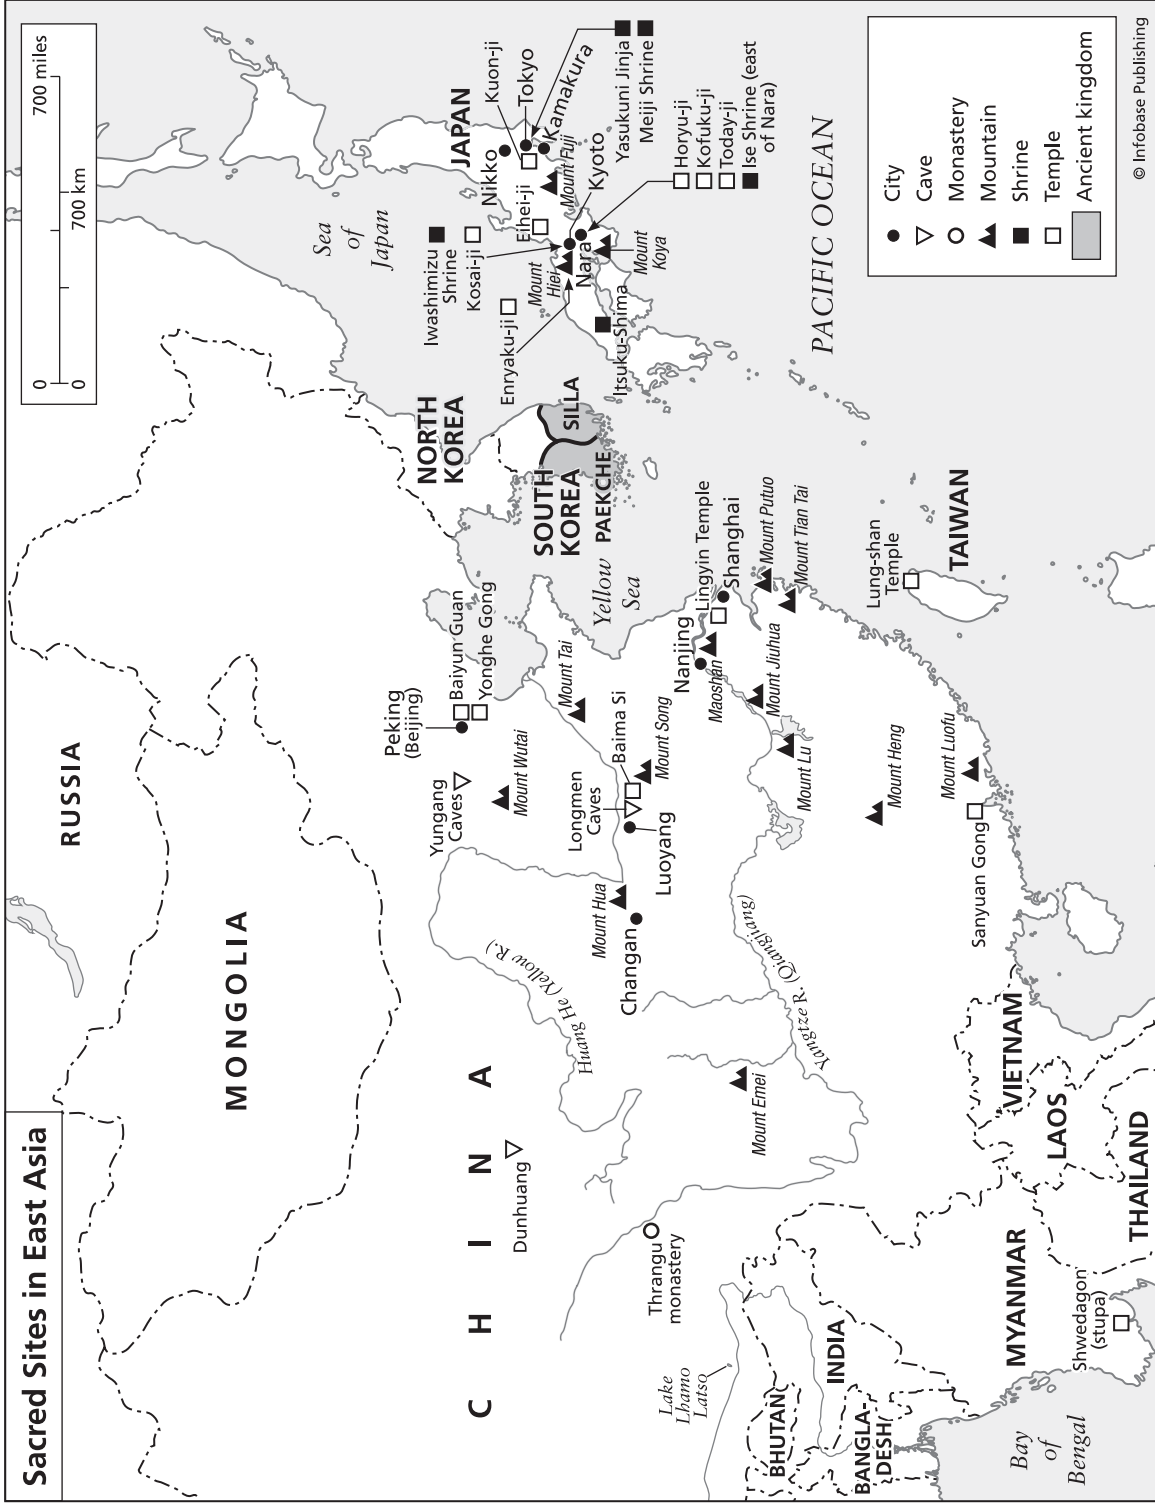 Sacred Sites in East Asia
0
700 miles
0
700 km
RUSSIA
MONGOLIA
C H I N A
Dunhuang
Thrangu
monastery
Lake
Lhamo
Latso
BHUTAN
INDIA
BANGLA-
DESH
Bay
of
Bengal
MYANMAR
Shwedagon
(stupa)
THAILAND
LAOS
VIETNAM
Mount Emei
Huang He (Yellow R.)
Yangtze R. (Qiangjiang)
Changan
Mount Hua
Luoyang
Longmen
Caves
Baima Si
Mount Song
Yungang
Caves
Mount Wutai
Peking
(Beijing)
Baiyun Guan
Yonghe Gong
Mount Tai
Nanjing
Maoshan
Lingyin Temple
Shanghai
Mount Putuo
Mount Tian Tai
Mount Jiuhua
Mount Lu
Mount Heng
Mount Luofu
Sanyuan Gong
Lung-shan
Temple
TAIWAN
Yellow
Sea
NORTH
KOREA
SOUTH
KOREA
PAEKCHE
SILLA
Sea
of
Japan
JAPAN
Iwashimizu
Shrine
Kosai-ji
Enryaku-ji
Eihei-ji
Mount
Hiei
Nikko
Kuon-ji
Tokyo
Kamakura
Mount Fuji
Kyoto
Nara
Mount
Koya
Itsuku-Shima
Yasukuni Jinja
Meiji Shrine
Horyu-ji
Kofuku-ji
Today-ji
Ise Shrine (east
of Nara)
PACIFIC OCEAN
City
Cave
Monastery
Mountain
Shrine
Temple
Ancient kingdom
© Infobase Publishing